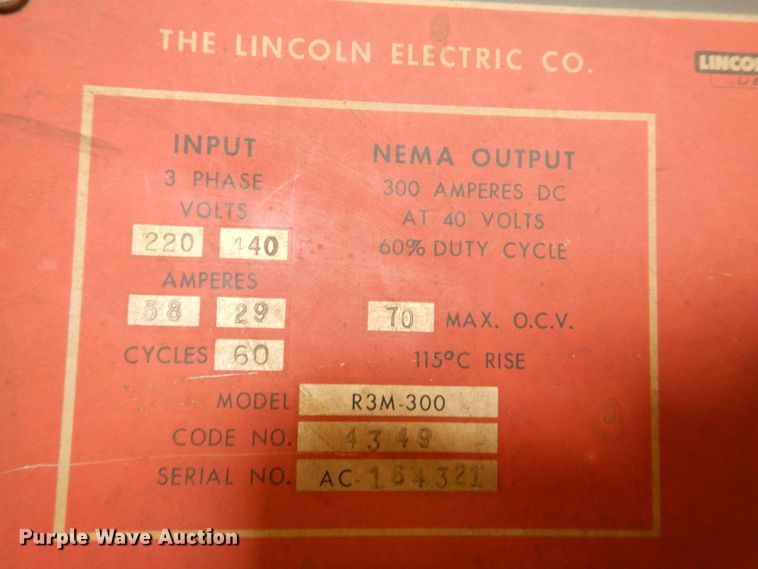 THE LINCOLN ELECTRIC CO.
INPUT
3 PHASE
VOLTS
220 440
AMPERES
58 29
CYCLES 60
NEMA OUTPUT
300 AMPERES DC
AT 40 VOLTS
60% DUTY CYCLE
70 MAX. O.C.V.
115°C RISE
MODEL R3M-300
CODE NO. 4349
SERIAL NO. AC-184321
Purple Wave Auction